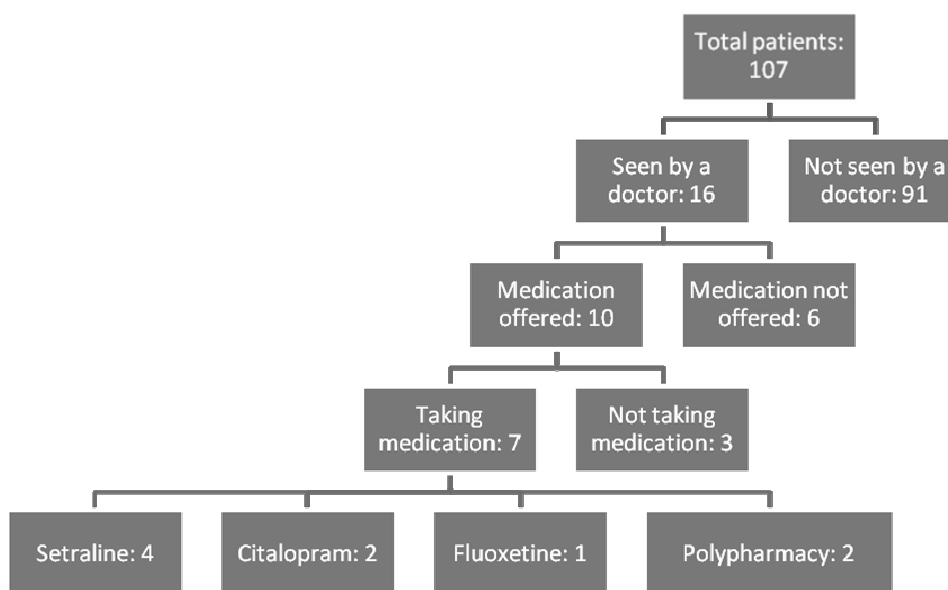 Total patients:
107
Seen by a
doctor: 16
Not seen by a
doctor: 91
Medication
offered: 10
Medication not
offered: 6
Taking
medication: 7
Not taking
medication: 3
Setraline: 4
Citalopram: 2
Fluoxetine: 1
Polypharmacy: 2